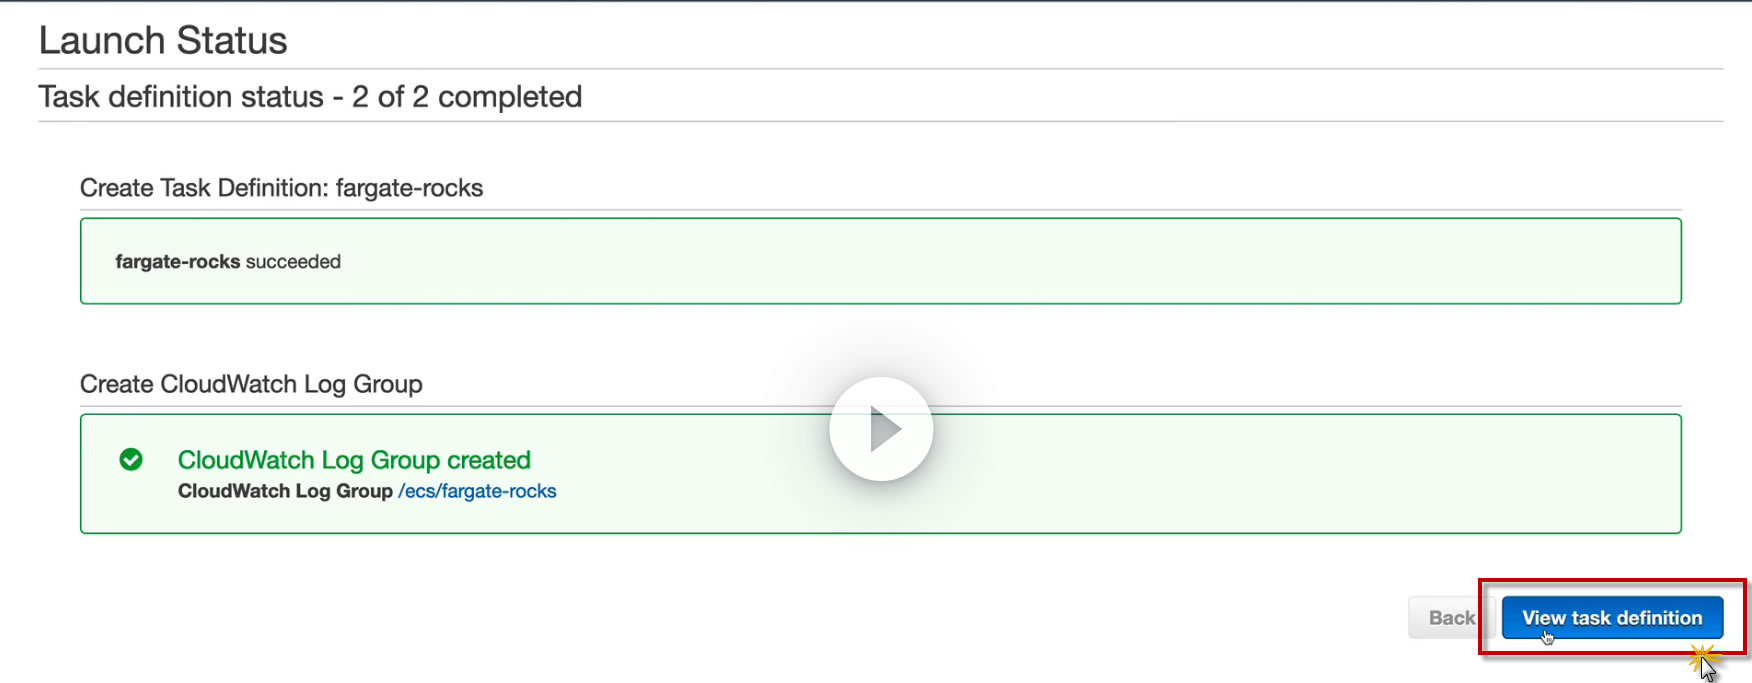 Launch Status
Task definition status - 2 of 2 completed
Create Task Definition: fargate-rocks
fargate-rocks succeeded
Create CloudWatch Log Group
CloudWatch Log Group created
CloudWatch Log Group /ecs/fargate-rocks
Back
View task definition